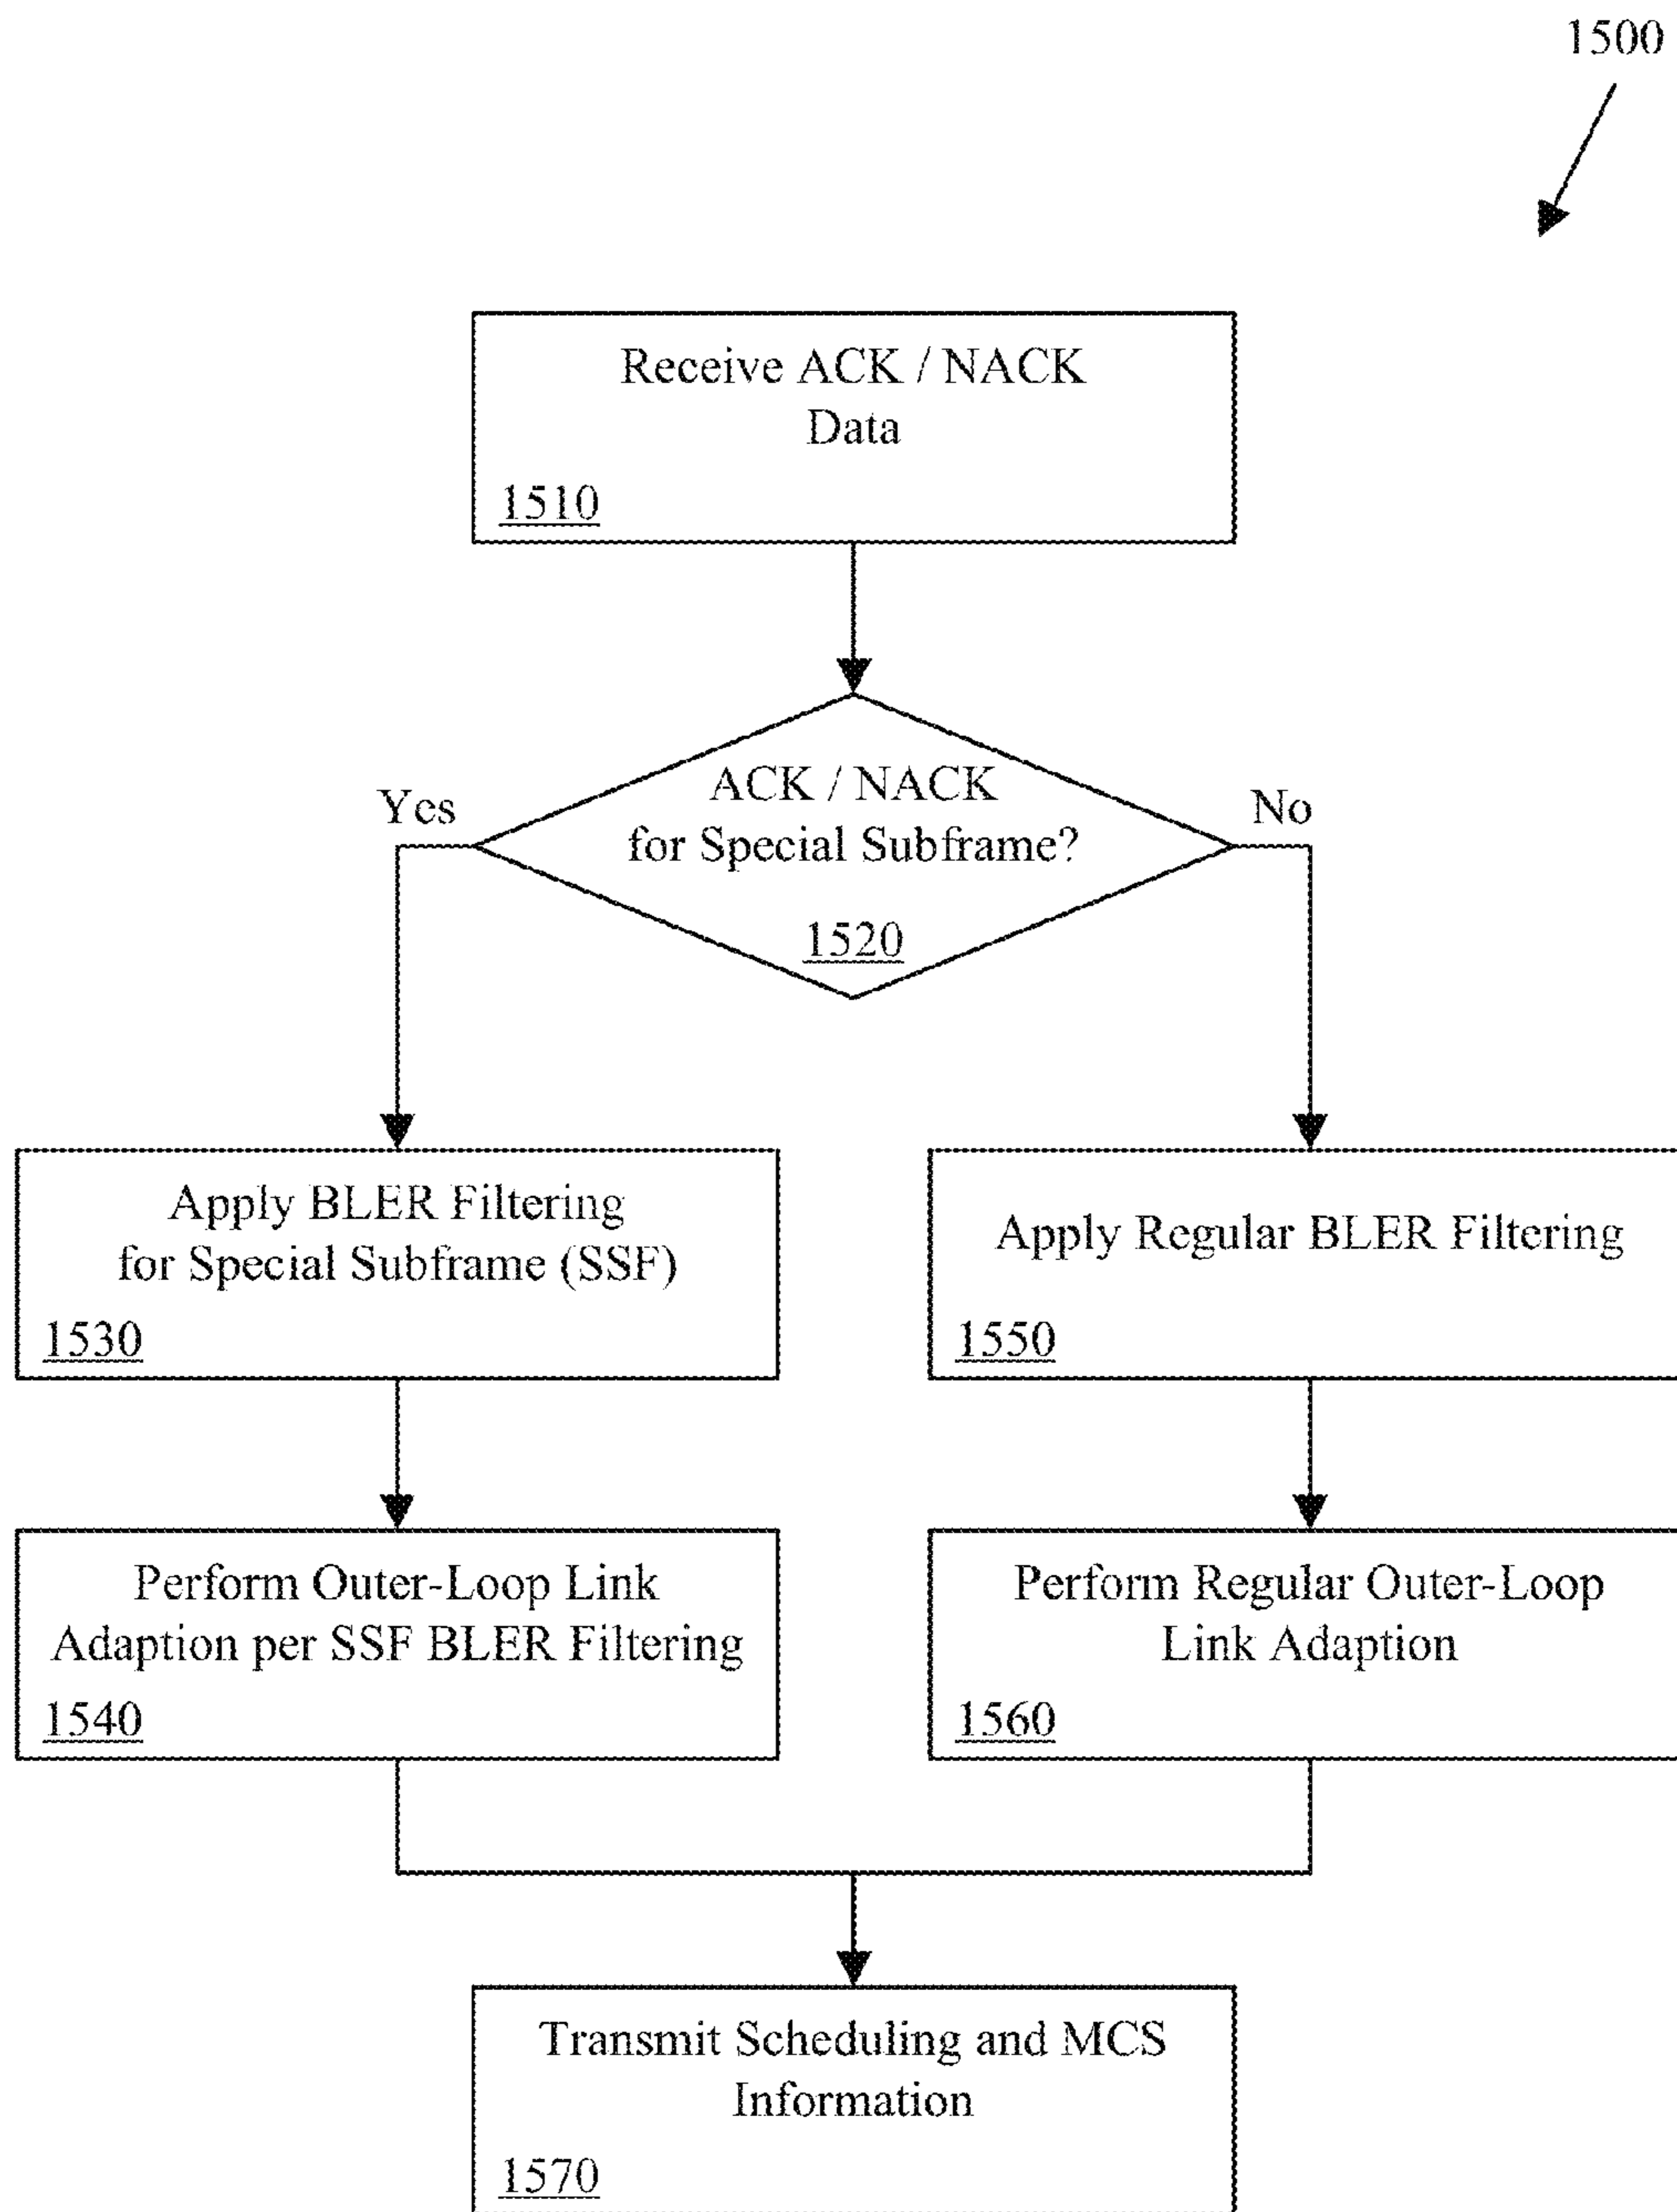 1500
Receive ACK / NACK
Data
1510
ACK / NACK
for Special Subframe?
1520
Yes
No
Apply BLER Filtering
for Special Subframe (SSF)
1530
Apply Regular BLER Filtering
1550
Perform Outer-Loop Link
Adaption per SSF BLER Filtering
1540
Perform Regular Outer-Loop
Link Adaption
1560
Transmit Scheduling and MCS
Information
1570